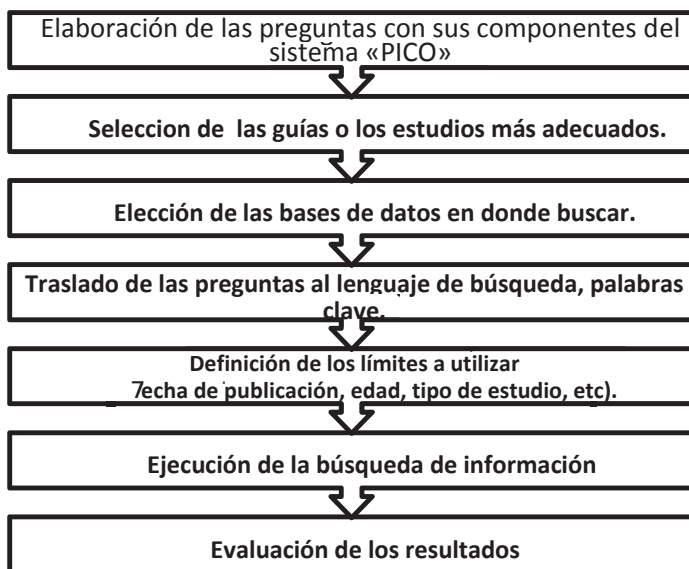 Elaboración de las preguntas con sus componentes del
sistema «PICO»
Seleccion de las guías o los estudios más adecuados.
Elección de las bases de datos en donde buscar.
Traslado de las preguntas al lenguaje de búsqueda, palabras
clave.
Definición de los límites a utilizar
7echa de publicación, edad, tipo de estudio, etc).
Ejecución de la búsqueda de información
Evaluación de los resultados